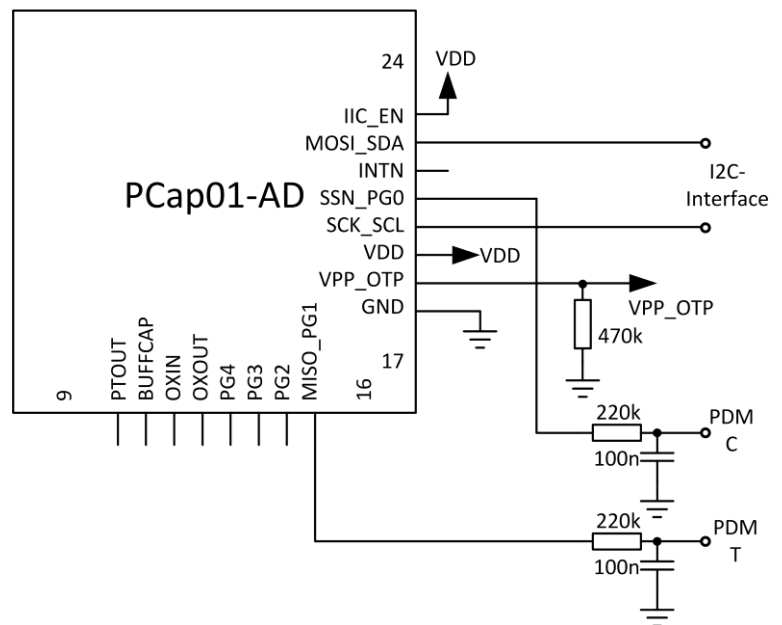 24
VDD
IIC_EN
MOSI_SDA
INTN
I2C-
Interface
PCap01-AD
SSN_PG0
SCK_SCL
VDD
VDD
VPP_OTP
VPP_OTP
GND
470k
17
9
PTOUT
BUFFCAP
OXIN
OXOUT
PG4
PG3
PG2
MISO_PG1
16
220k
PDM
C
100n
220k
PDM
T
100n